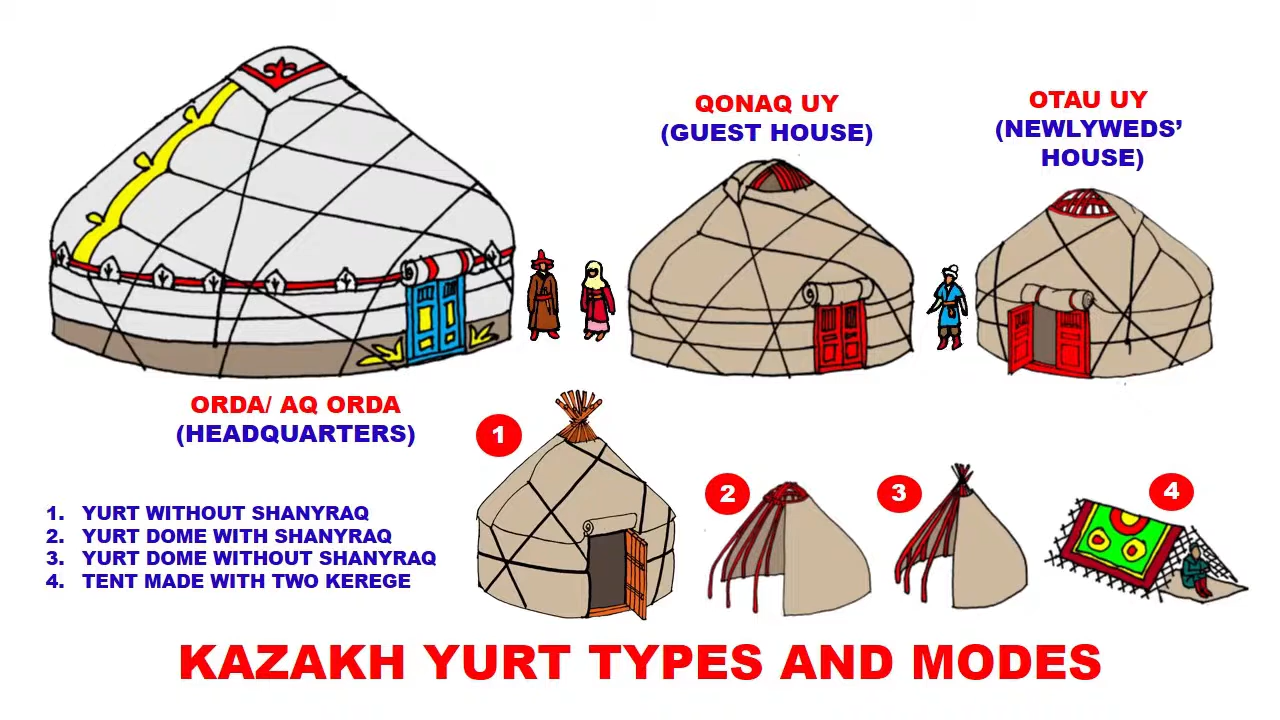 QONAQ UY
(GUEST HOUSE)
OTAU UY
(NEWLYWEDS’
HOUSE)
ORDA/ AQ ORDA
(HEADQUARTERS)
1
2
3
4
1. YURT WITHOUT SHANYRAQ
2. YURT DOME WITH SHANYRAQ
3. YURT DOME WITHOUT SHANYRAQ
4. TENT MADE WITH TWO KEREGE
KAZAKH YURT TYPES AND MODES